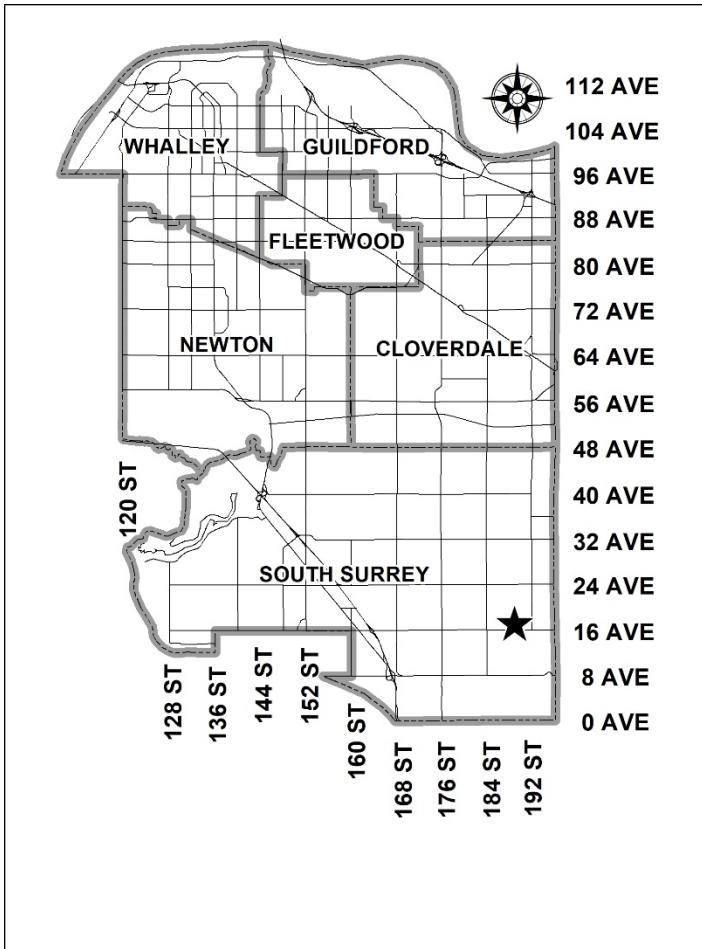 112 AVE
104 AVE
WHALLEY
GUILDFORD
96 AVE
88 AVE
FLEETWOOD
80 AVE
72 AVE
NEWTON
CLOVERDALE
64 AVE
56 AVE
48 AVE
120 ST
40 AVE
32 AVE
SOUTH SURREY
24 AVE
16 AVE
8 AVE
0 AVE
128 ST
136 ST
144 ST
152 ST
160 ST
168 ST
176 ST
184 ST
192 ST